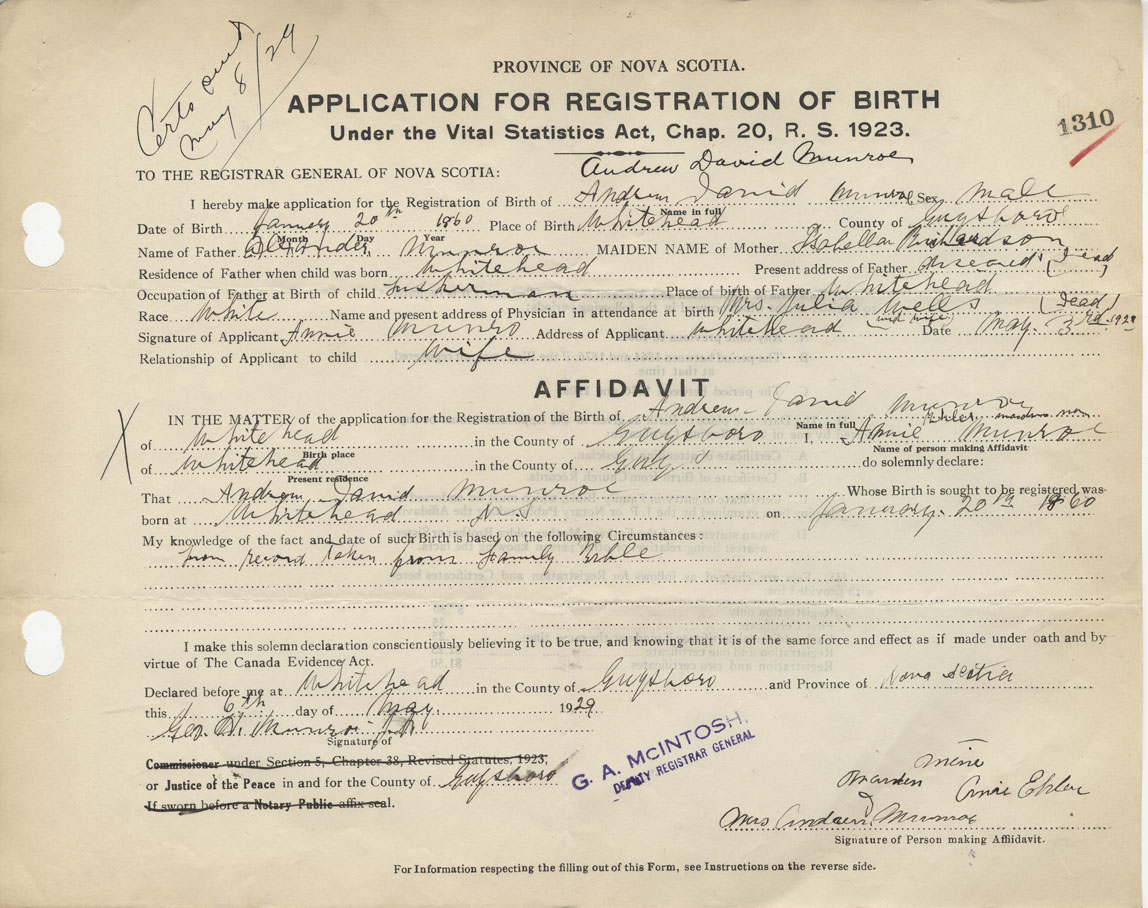 Certs out
May 8/29
PROVINCE OF NOVA SCOTIA.
APPLICATION FOR REGISTRATION OF BIRTH
Under the Vital Statistics Act, Chap. 20, R. S. 1923.
1310
Andrew David Munroe
TO THE REGISTRAR GENERAL OF NOVA SCOTIA:
I hereby make application for the Registration of Birth of Andrew David Munroe Sex Male
Name in full
Date of Birth January 20th 1860 Place of Birth Whitehead County of Guysboro
Month Day Year
Name of Father Alexander Munroe MAIDEN NAME of Mother Isabella Richardson
Residence of Father when child was born Whitehead Present address of Father (Dead)
Occupation of Father at Birth of child Fisherman Place of birth of Father Whitehead
Race White Name and present address of Physician in attendance at birth Mrs. Julia Wells (Dead)
mid wife
Signature of Applicant Annie Munro Address of Applicant Whitehead Date May 3rd 1929
Relationship of Applicant to child Wife
AFFIDAVIT
IN THE MATTER of the application for the Registration of the Birth of Andrew David Munroe
Name in full Ehler maiden name
of Whitehead in the County of Guysboro I, Annie Munroe
Birth place Name of person making Affidavit
of Whitehead in the County of Guy's do solemnly declare:
Present residence
That Andrew David Munroe Whose Birth is sought to be registered was
born at Whitehead N S on January 20th 1860
My knowledge of the fact and date of such Birth is based on the following Circumstances:
from record taken from Family Bible
I make this solemn declaration conscientiously believing it to be true, and knowing that it is of the same force and effect as if made under oath and by
virtue of The Canada Evidence Act.
Declared before me at Whitehead in the County of Guysboro and Province of Nova Scotia
this 6th day of May 1929
Geo. Munroe J P
Signature of
Commissioner under Section 5, Chapter 38, Revised Statutes, 1923,
or Justice of the Peace in and for the County of Guysboro
If sworn before a Notary Public affix seal.
G. A. McINTOSH.
DEPUTY REGISTRAR GENERAL
Maiden Annie Ehler
Mrs Andrew D Munroe
Signature of Person making Affiidavit.
For Information respecting the filling out of this Form, see Instructions on the reverse side.